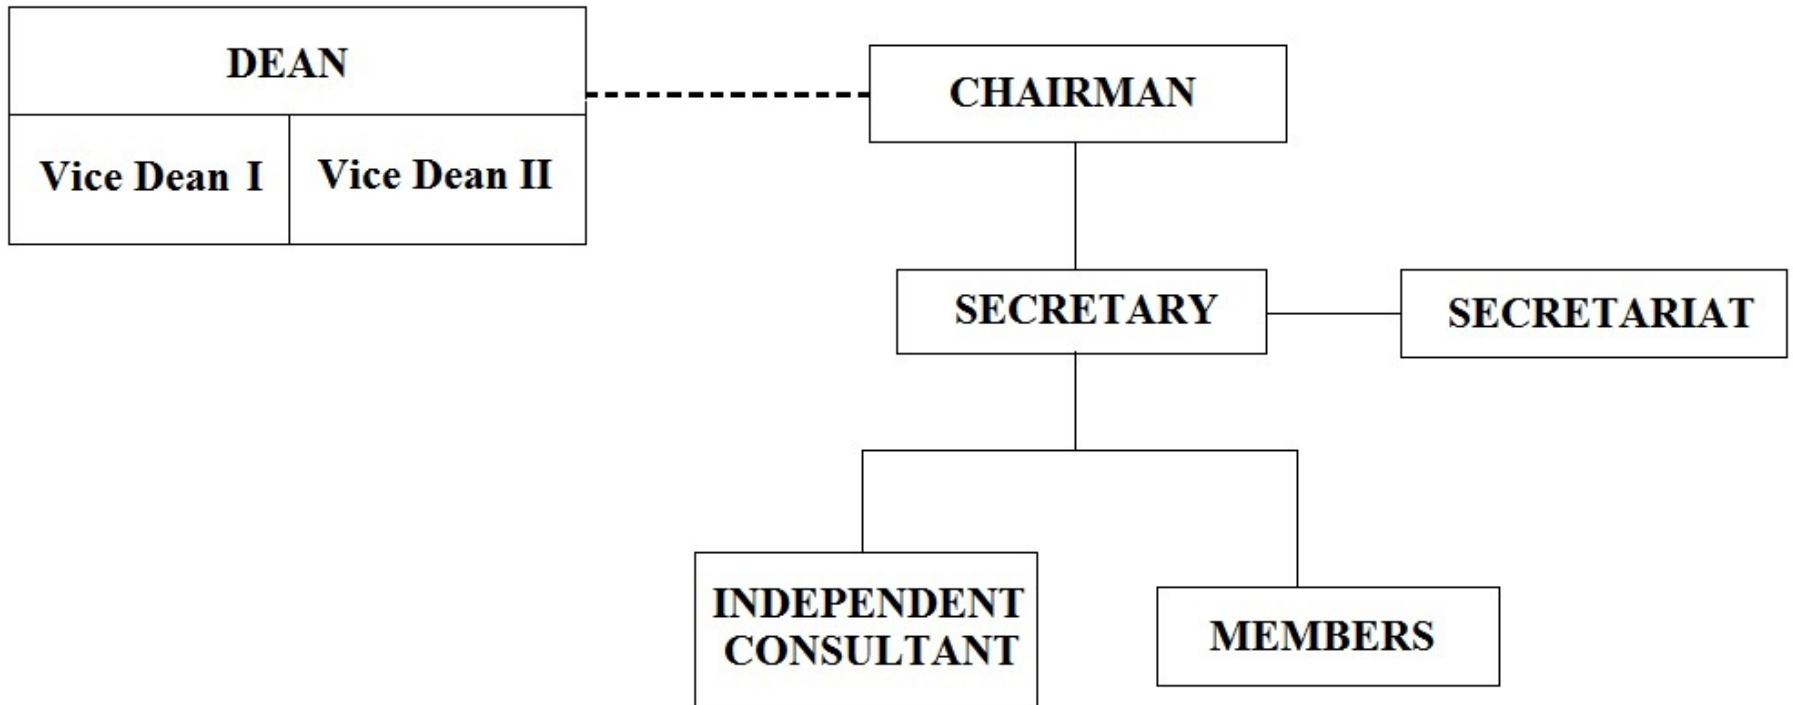 DEAN
Vice Dean I
Vice Dean II
CHAIRMAN
SECRETARY
SECRETARIAT
INDEPENDENT
CONSULTANT
MEMBERS